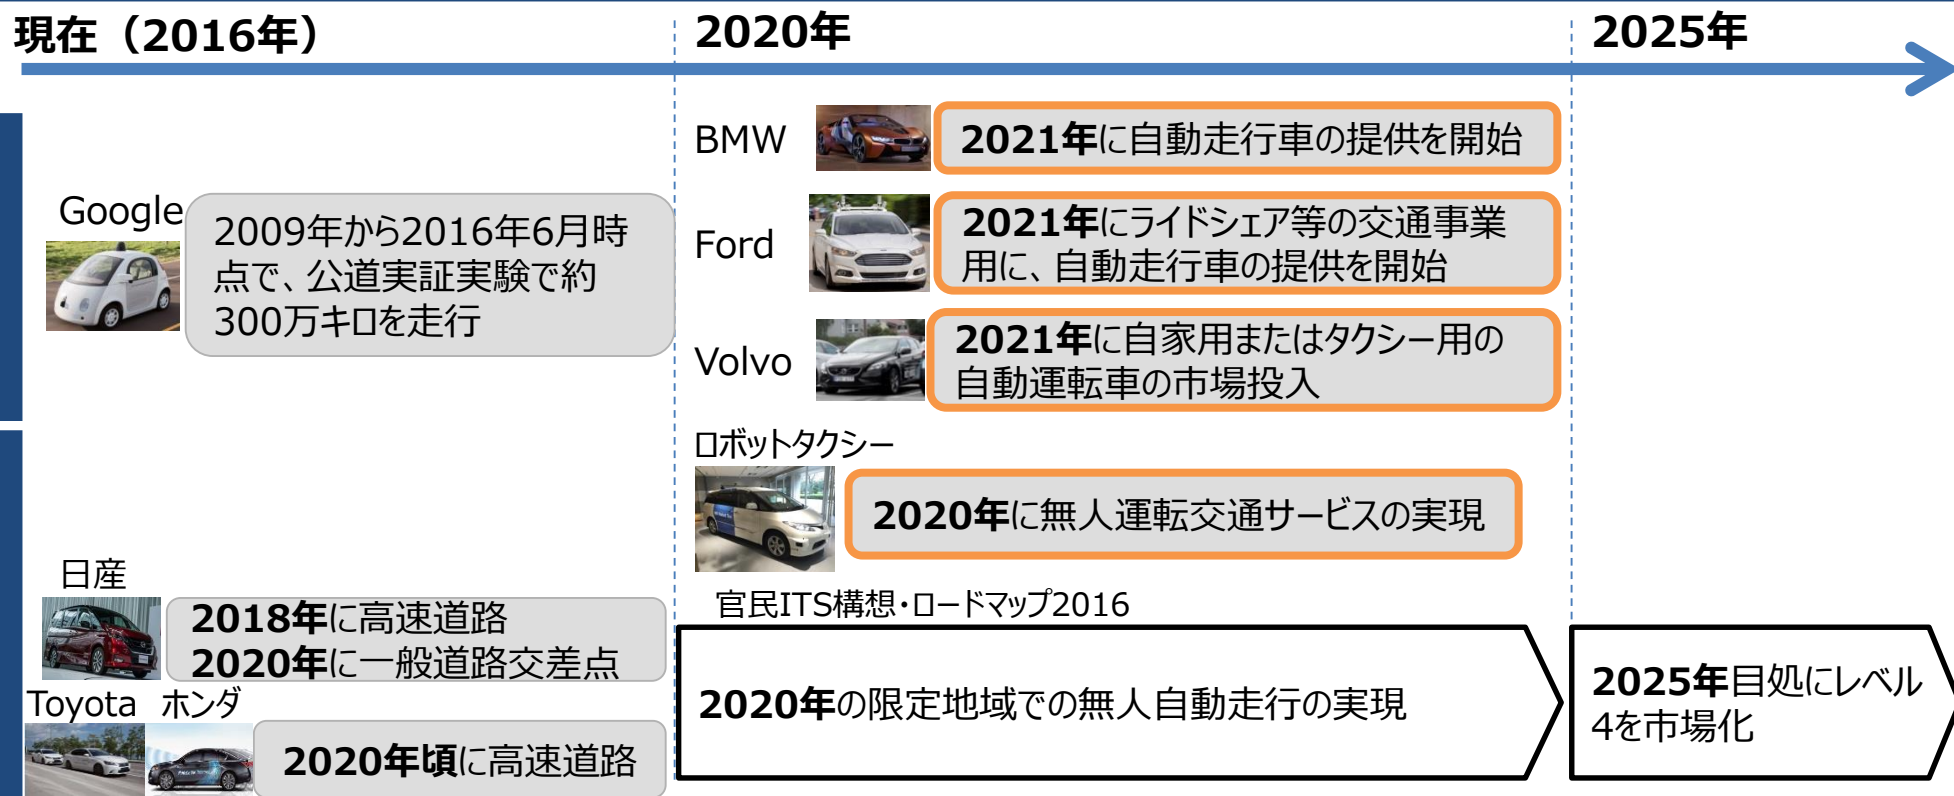 現在（2016年）
2020年
2025年
Google
2009年から2016年6月時
点で、公道実証実験で約
300万キロを走行
BMW
2021年に自動走行車の提供を開始
Ford
2021年にライドシェア等の交通事業
用に、自動走行車の提供を開始
Volvo
2021年に自家用またはタクシー用の
自動運転車の市場投入
ロボットタクシー
2020年に無人運転交通サービスの実現
日産
2018年に高速道路
2020年に一般道路交差点
Toyota ホンダ
2020年頃に高速道路
官民ITS構想・ロードマップ2016
2020年の限定地域での無人自動走行の実現
2025年目処にレベル
4を市場化